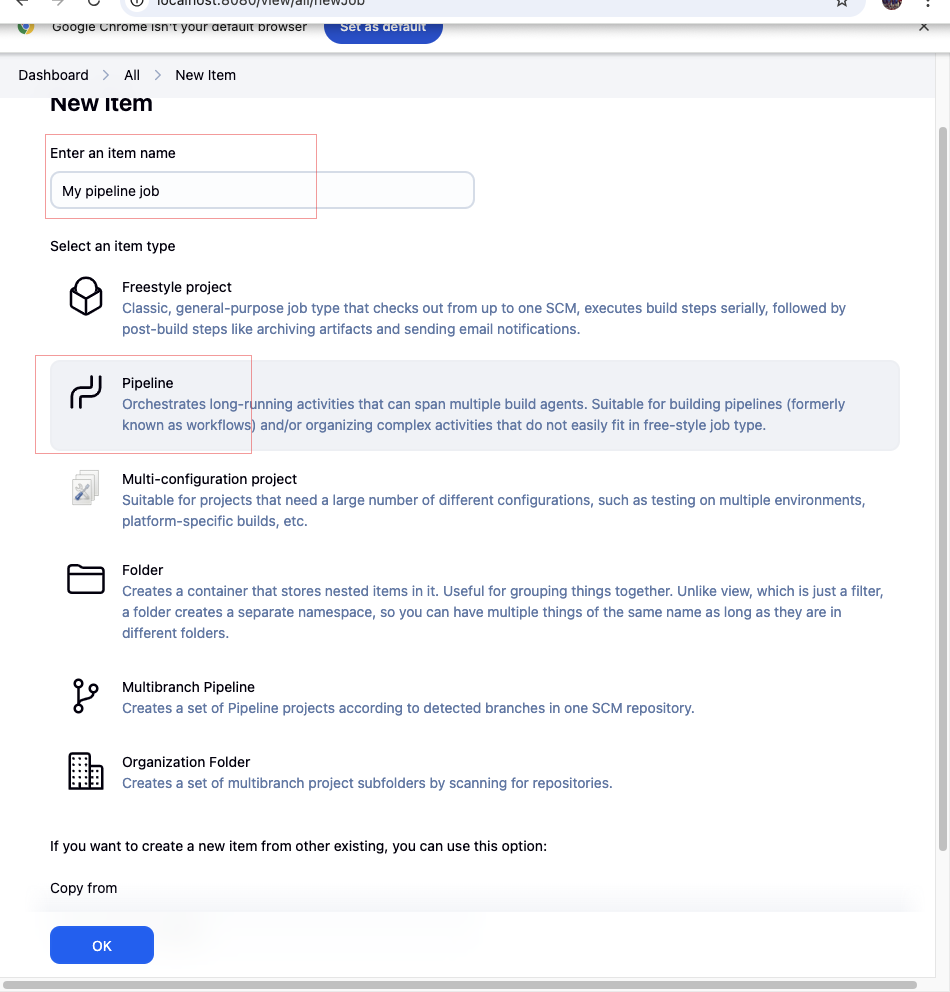 localhost:8080/view/all/newJob
Google Chrome isn't your default browser Set as default
Dashboard All New Item
New Item
Enter an item name
My pipeline job
Select an item type
Freestyle project
Classic, general-purpose job type that checks out from up to one SCM, executes build steps serially, followed by
post-build steps like archiving artifacts and sending email notifications.
Pipeline
Orchestrates long-running activities that can span multiple build agents. Suitable for building pipelines (formerly
known as workflows) and/or organizing complex activities that do not easily fit in free-style job type.
Multi-configuration project
Suitable for projects that need a large number of different configurations, such as testing on multiple environments,
platform-specific builds, etc.
Folder
Creates a container that stores nested items in it. Useful for grouping things together. Unlike view, which is just a filter,
a folder creates a separate namespace, so you can have multiple things of the same name as long as they are in
different folders.
Multibranch Pipeline
Creates a set of Pipeline projects according to detected branches in one SCM repository.
Organization Folder
Creates a set of multibranch project subfolders by scanning for repositories.
If you want to create a new item from other existing, you can use this option:
Copy from
OK